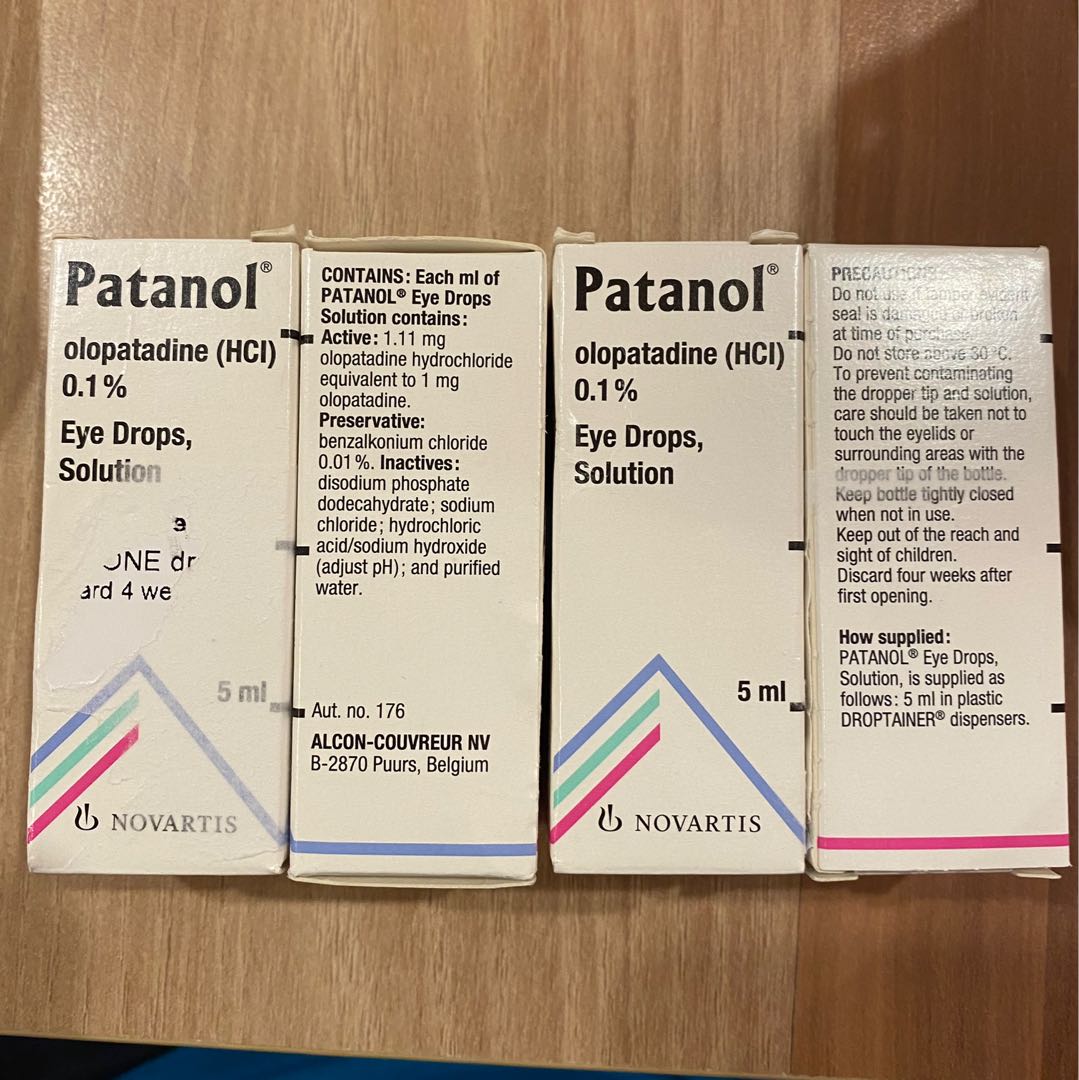 Patanol®
olopatadine (HCl)
0.1%
Eye Drops,
Solution
ONE dr
ard 4 we
5 ml
NOVARTIS
CONTAINS: Each ml of
PATANOL® Eye Drops
Solution contains:
Active: 1.11 mg
olopatadine hydrochloride
equivalent to 1 mg
olopatadine.
Preservative:
benzalkonium chloride
0.01%. Inactives:
disodium phosphate
dodecahydrate; sodium
chloride; hydrochloric
acid/sodium hydroxide
(adjust pH); and purified
water.
Aut. no. 176
ALCON-COUVREUR NV
B-2870 Puurs, Belgium
Patanol®
olopatadine (HCl)
0.1%
Eye Drops,
Solution
5 ml
NOVARTIS
PRECAUTIONS:
Do not use if tamper evident
seal is damaged or broken
at time of purchase.
Do not store above 30°C.
To prevent contaminating
the dropper tip and solution,
care should be taken not to
touch the eyelids or
surrounding areas with the
dropper tip of the bottle.
Keep bottle tightly closed
when not in use.
Keep out of the reach and
sight of children.
Discard four weeks after
first opening.
How supplied:
PATANOL® Eye Drops,
Solution, is supplied as
follows: 5 ml in plastic
DROPTAINER® dispensers.